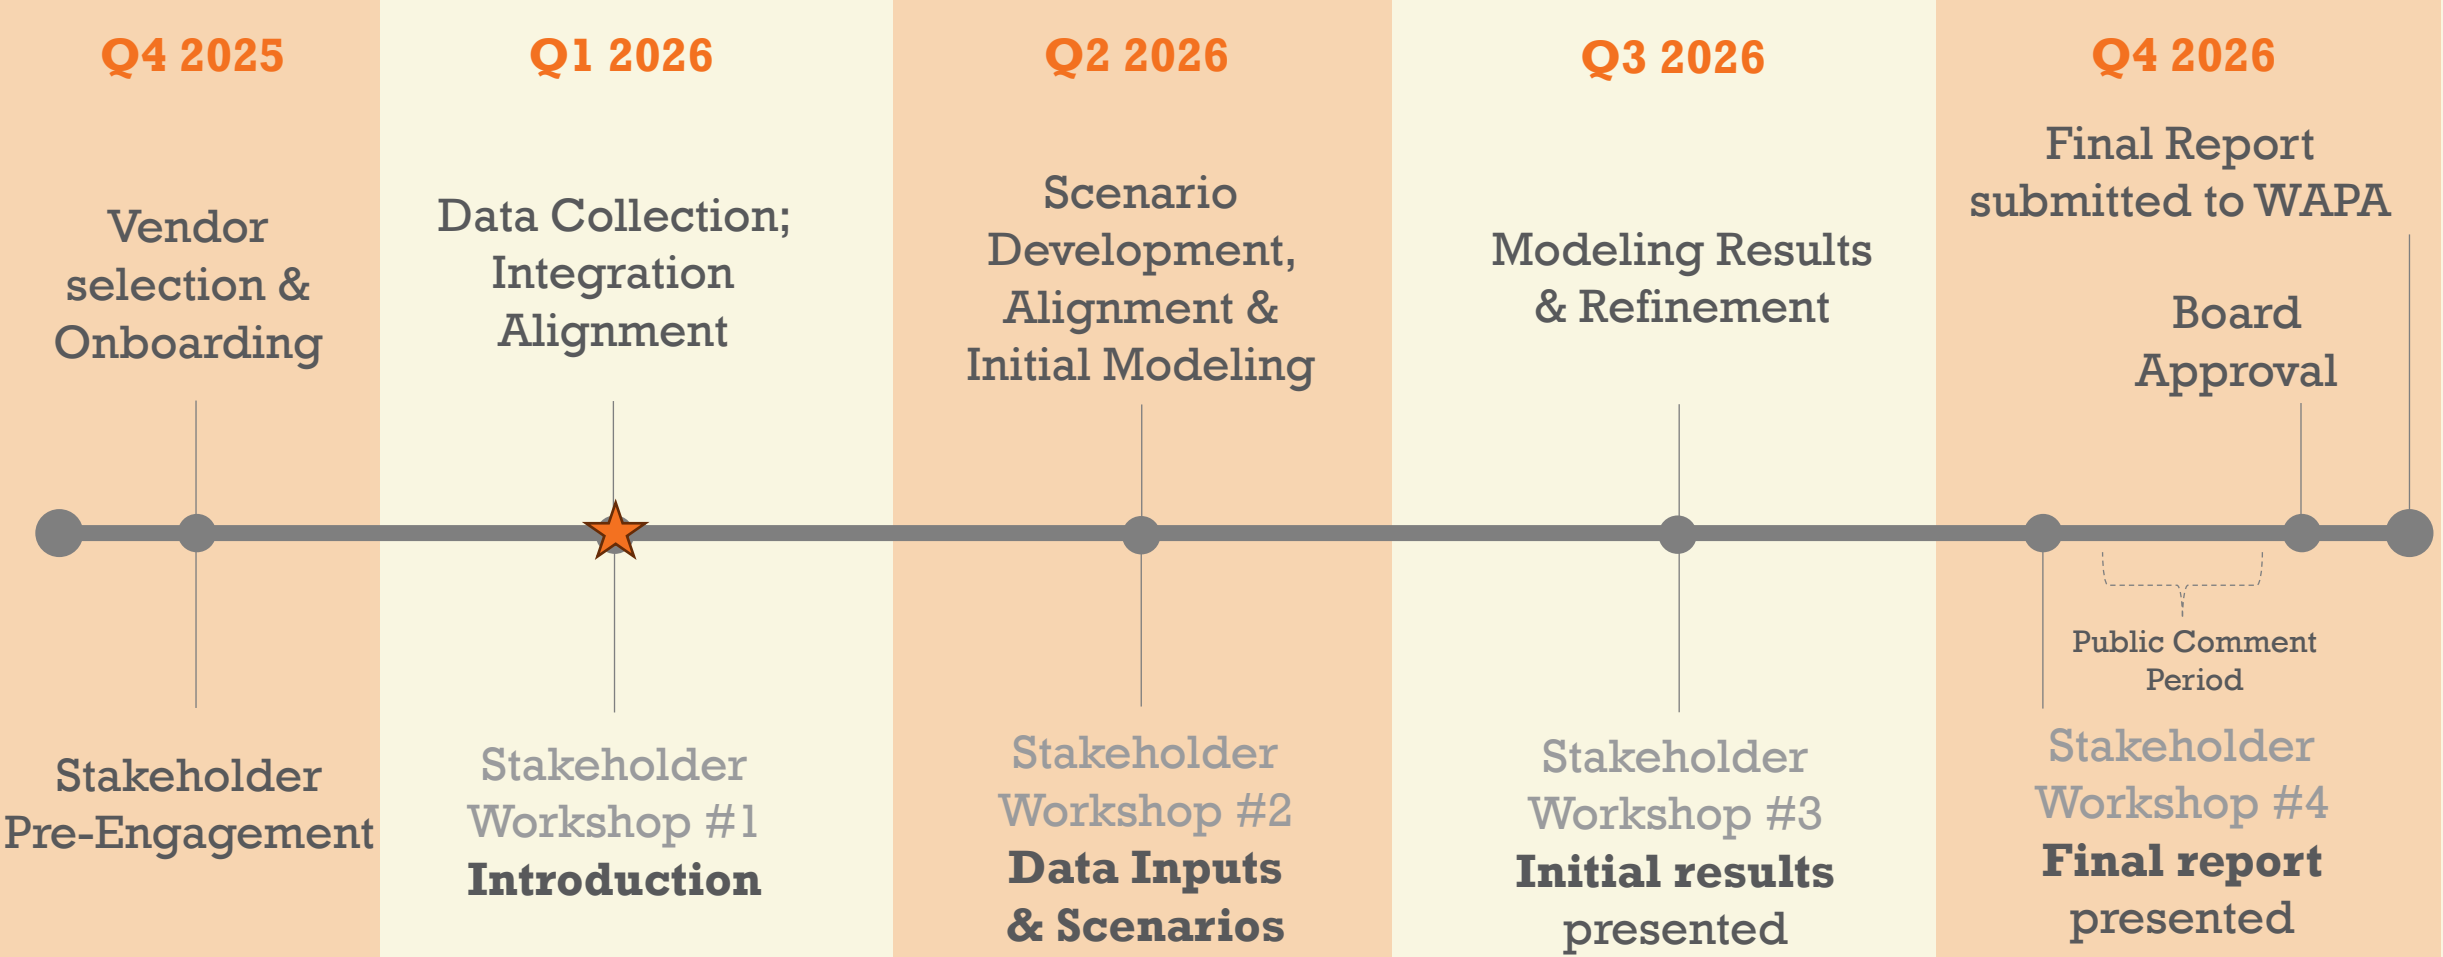 Q4 2025
Vendor
selection &
Onboarding
Stakeholder
Pre-Engagement
Q1 2026
Data Collection;
Integration
Alignment
Stakeholder
Workshop #1
Introduction
Q2 2026
Scenario
Development,
Alignment &
Initial Modeling
Stakeholder
Workshop #2
Data Inputs
& Scenarios
Q3 2026
Modeling Results
& Refinement
Stakeholder
Workshop #3
Initial results
presented
Q4 2026
Final Report
submitted to WAPA
Board
Approval
Public Comment
Period
Stakeholder
Workshop #4
Final report
presented